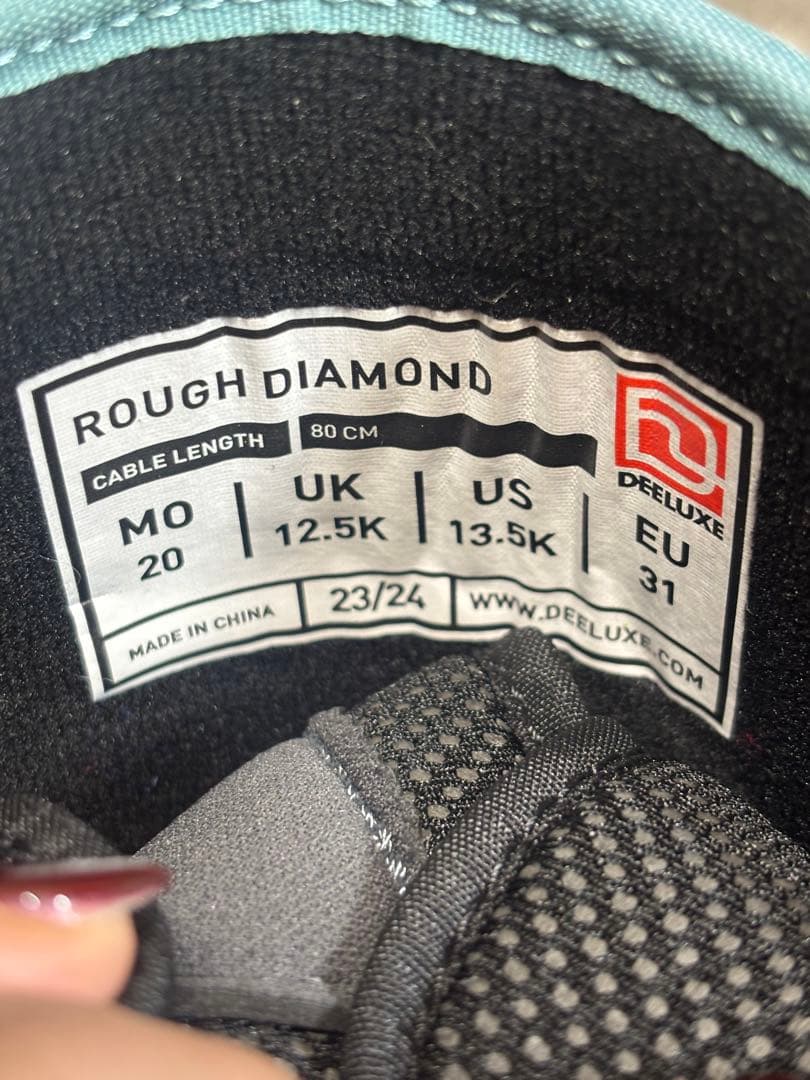 ROUGH DIAMOND
CABLE LENGTH 80 CM
DEELUXE
MO UK US EU
20 12.5K 13.5K 31
MADE IN CHINA 23/24 WWW.DEELUXE.COM